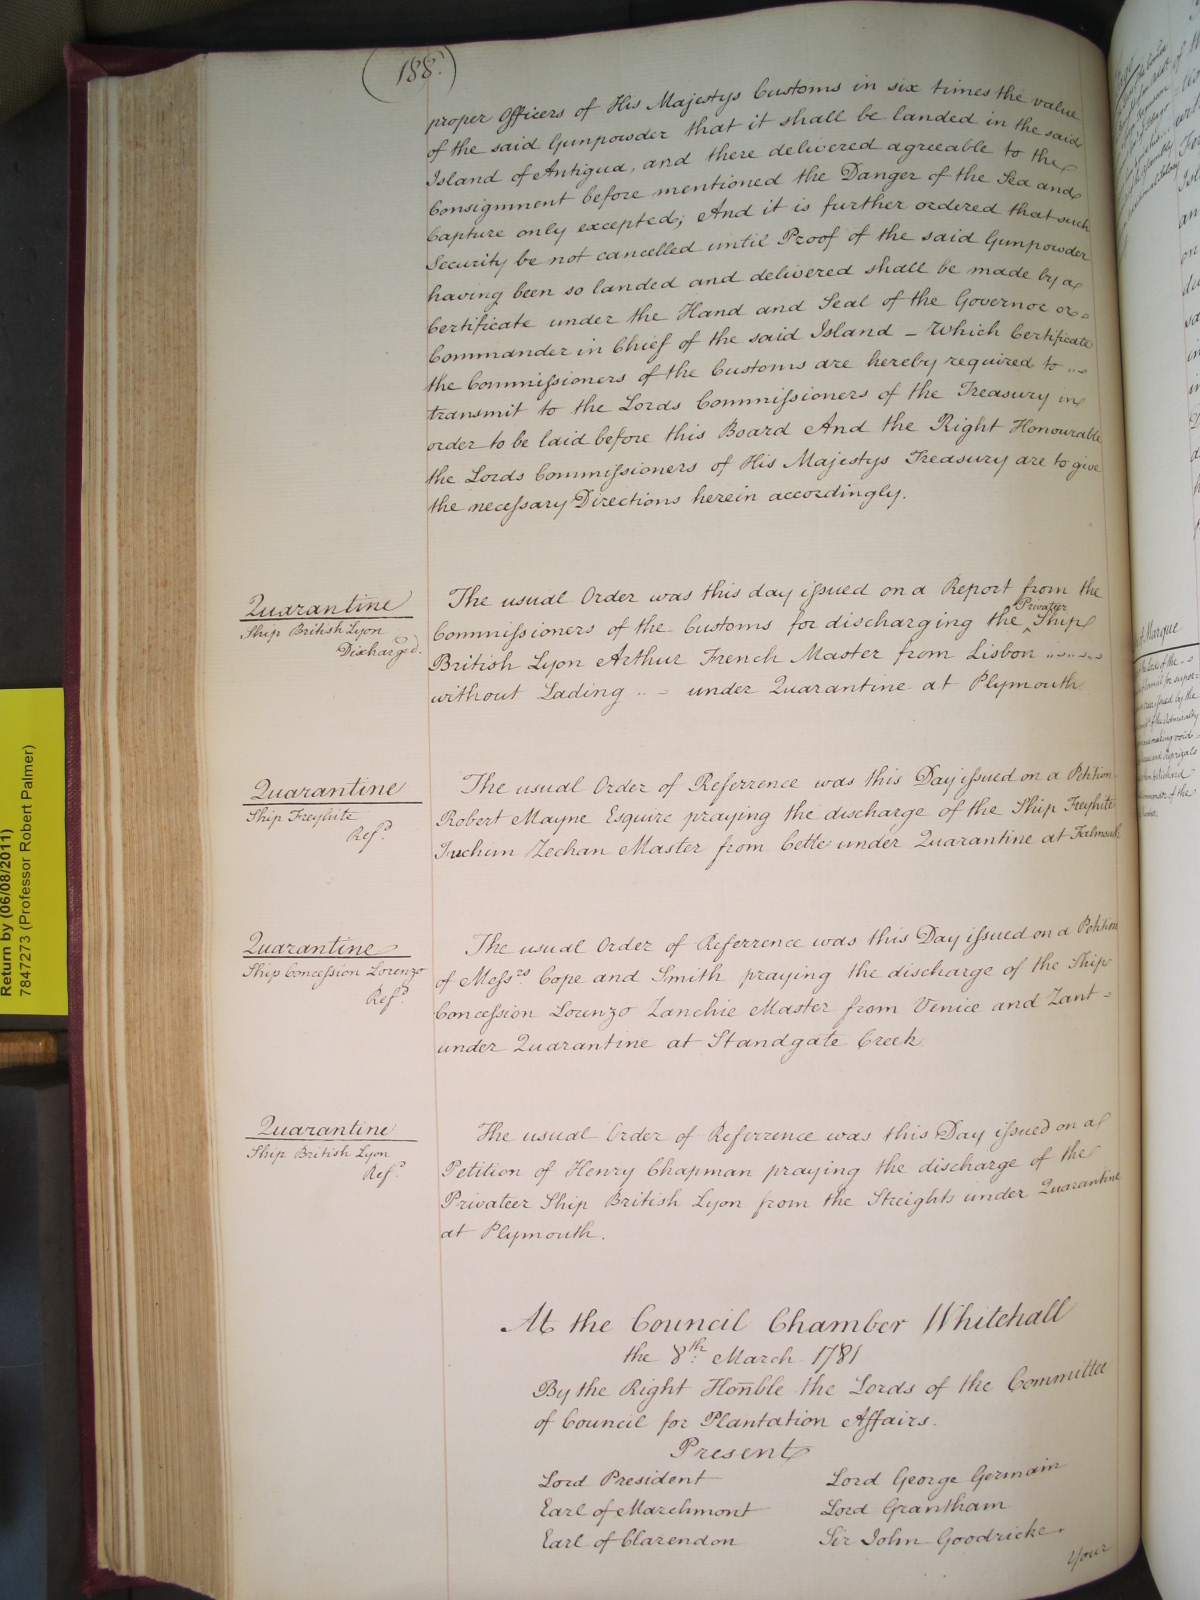 (188.)
proper Officers of His Majestys Customs in six times the value
of the said Gunpowder that it shall be landed in the said
Island of Antigua, and there delivered agreeable to the
Consignment before mentioned the Danger of the Sea and
Capture only excepted; And it is further ordered that such
Security be not cancelled until Proof of the said Gunpowder
having been so landed and delivered shall be made by a
Certificate under the Hand and Seal of the Governor or
Commander in Chief of the said Island – Which Certificate
the Commissioners of the Customs are hereby required to
transmit to the Lords Commissioners of the Treasury in
order to be laid before this Board And the Right Honourable
the Lords Commissioners of His Majestys Treasury are to give
the necessary Directions herein accordingly.
Quarantine
Ship British Lyon
Discharg'd.
The usual Order was this day issued on a Report from the
Commissioners of the Customs for discharging the ^Privateer Ship
British Lyon Arthur French Master from Lisbon
without Lading under Quarantine at Plymouth
Quarantine
Ship Freyhite
Ref.d
The usual Order of Referrence was this Day issued on a Petition
Robert Mayne Esquire praying the discharge of the Ship Freyhite
Juchim Zechan Master from Cette under Quarantine at Falmouth
Quarantine
Ship Concession Lorenzo
Ref.d
The usual Order of Referrence was this Day issued on a Petition
of Mess.rs Cope and Smith praying the discharge of the Ship
Concession Lorenzo Zanchie Master from Venice and Zant -
under Quarantine at Standgate Creek
Quarantine
Ship British Lyon
Ref.d
The usual Order of Referrence was this Day issued on a
Petition of Henry Chapman praying the discharge of the
Privateer Ship British Lyon from the Streights under Quarantine
at Plymouth.
At the Council Chamber Whitehall
the 8.th March 1781
By the Right Hoñble the Lords of the Committee
of Council for Plantation Affairs.
Present
Lord President Lord George Germain
Earl of Marchmont Lord Grantham
Earl of Clarendon Sir John Goodricke.
Your
Return by (06/08/2011)
7847273 (Professor Robert Palmer)
Marque